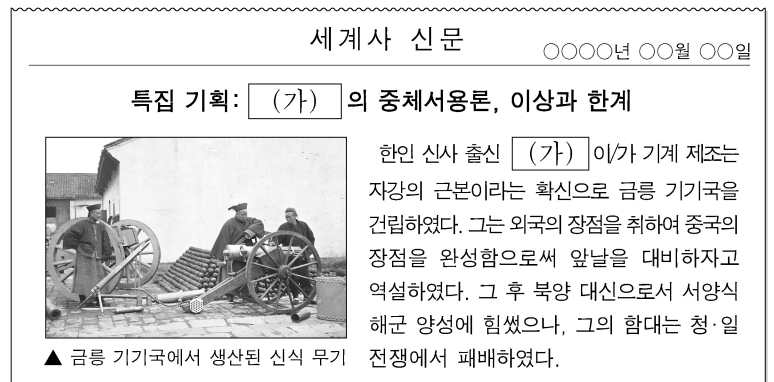 세계사 신문
○○○○년 ○○월 ○○일
특집 기획: (가) 의 중체서용론, 이상과 한계
한인 신사 출신 (가) 이/가 기계 제조는
자강의 근본이라는 확신으로 금릉 기기국을
건립하였다. 그는 외국의 장점을 취하여 중국의
장점을 완성함으로써 앞날을 대비하자고
역설하였다. 그 후 북양 대신으로서 서양식
해군 양성에 힘썼으나, 그의 함대는 청·일
전쟁에서 패배하였다.
▲ 금릉 기기국에서 생산된 신식 무기